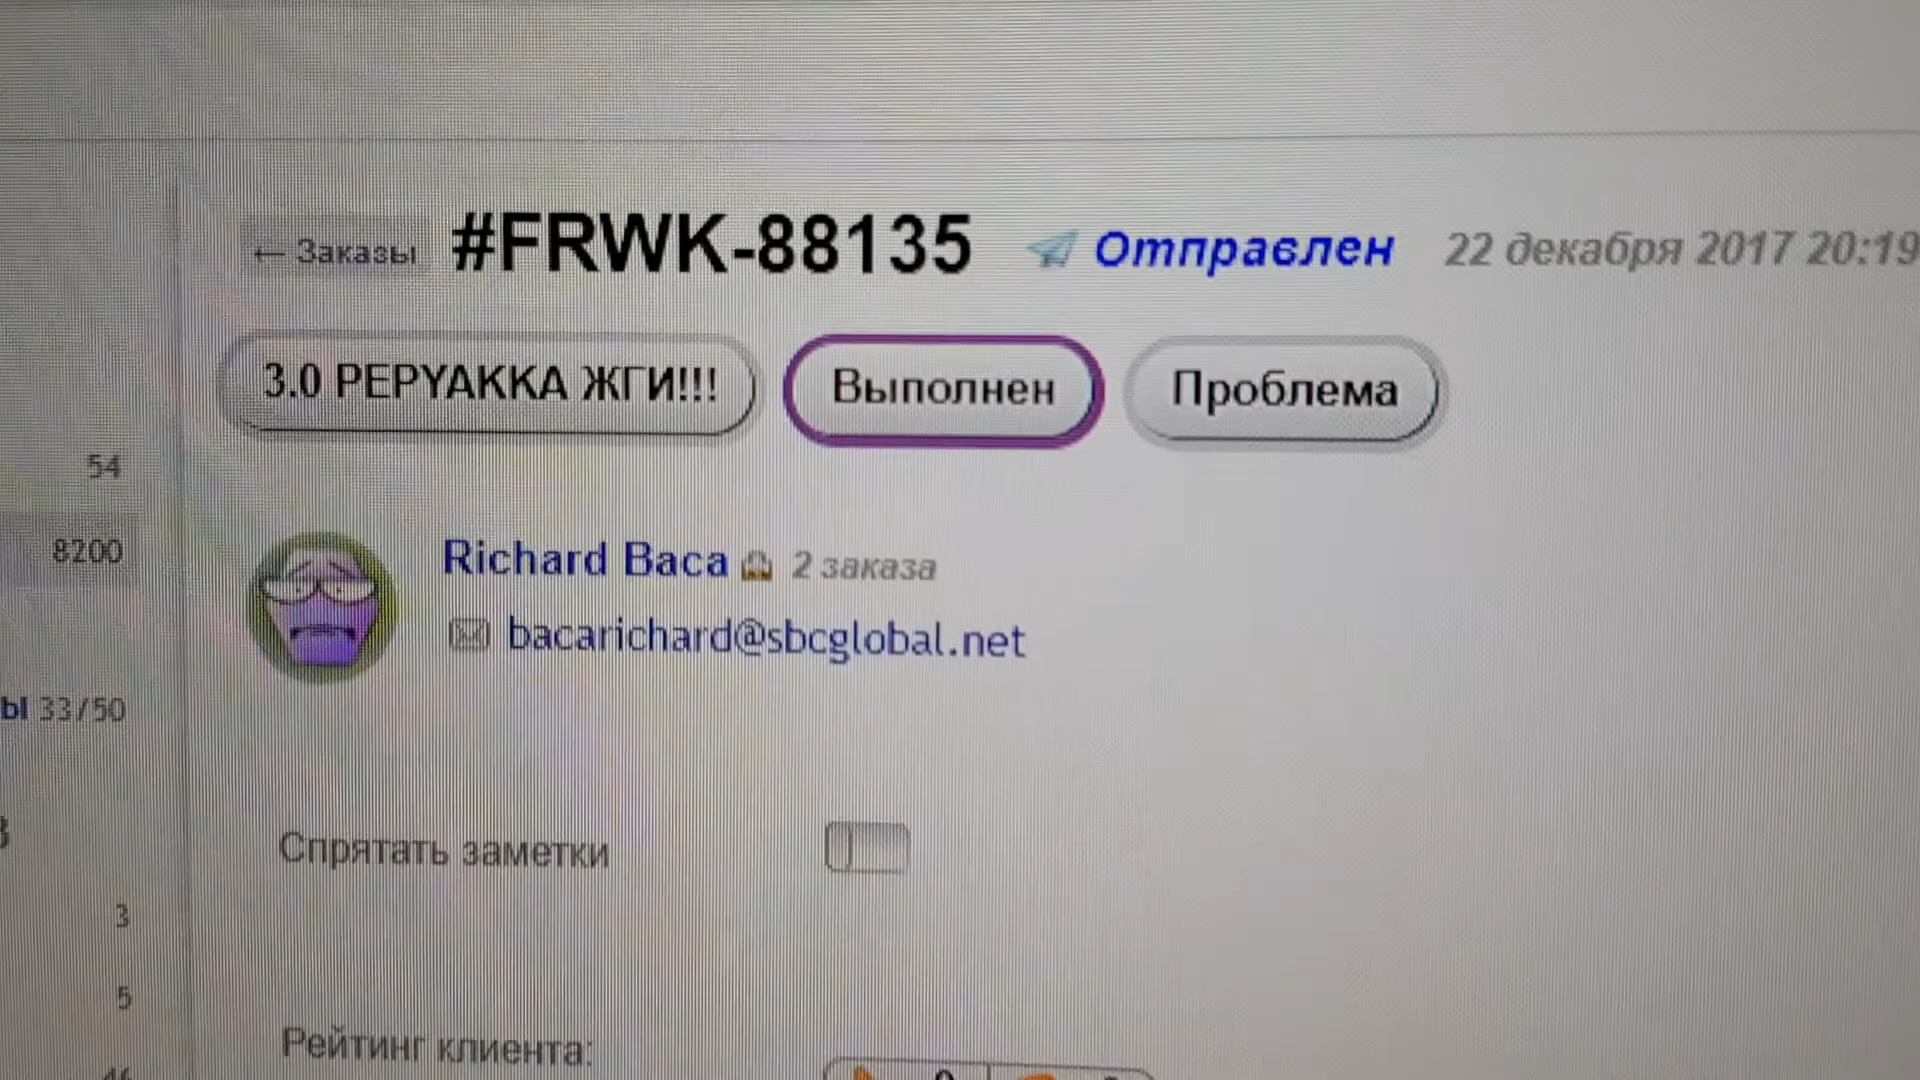 ← Заказы #FRWK-88135 Отправлен 22 декабря 2017 20:19
3.0 PEPYAKKA ЖГИ!!! Выполнен Проблема
54
8200
Richard Baca 2 заказа
bacarichard@sbcglobal.net
ы 33/50
Спрятать заметки
3
5
Рейтинг клиента: